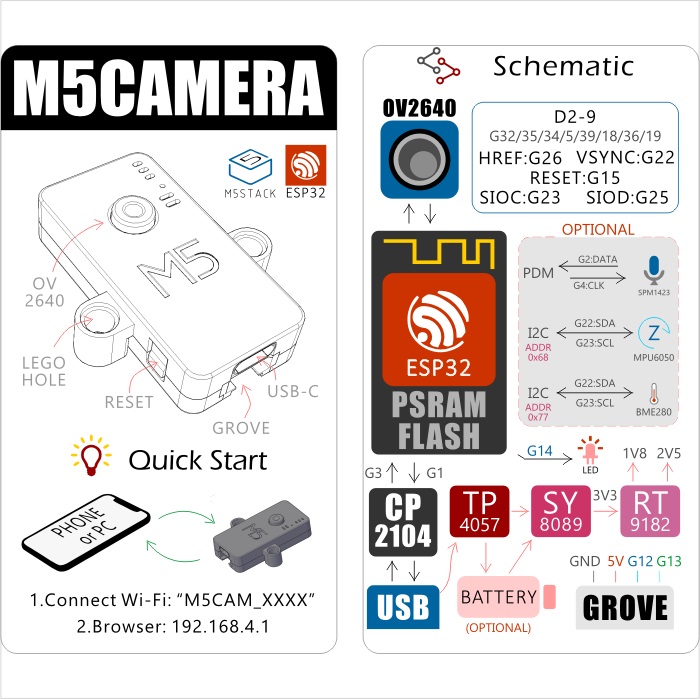 M5CAMERA
M5
5
M5STACK
ESP32
OV
2640
LEGO
HOLE
RESET
USB-C
GROVE
Quick Start
PHONE
or PC
M5
1.Connect Wi-Fi: “M5CAM_XXXX”
2.Browser: 192.168.4.1
Schematic
OV2640
D2-9
G32/35/34/5/39/18/36/19
HREF:G26 VSYNC:G22
RESET:G15
SIOC:G23 SIOD:G25
OPTIONAL
PDM
G2:DATA
G4:CLK
SPM1423
I2C
ADDR
0x68
G22:SDA
G23:SCL
Z
MPU6050
I2C
ADDR
0x77
G22:SDA
G23:SCL
BME280
ESP32
PSRAM
FLASH
G14
LED
G3
G1
1V8
2V5
CP
2104
TP
4057
SY
8089
3V3
RT
9182
USB
BATTERY
(OPTIONAL)
GND 5V G12 G13
GROVE